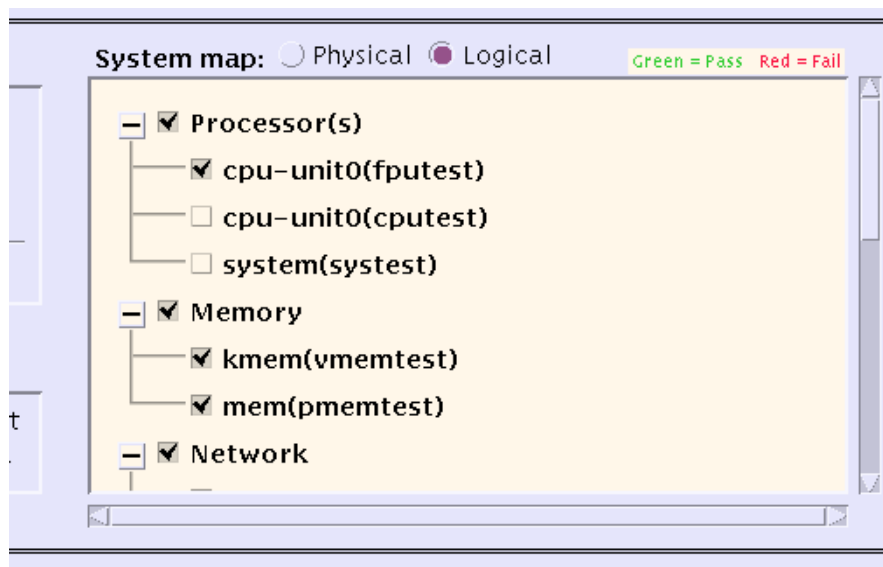 System map: Physical Logical Green = Pass Red = Fail
Processor(s)
cpu-unit0(fputest)
cpu-unit0(cputest)
system(systest)
Memory
kmem(vmemtest)
mem(pmemtest)
t
Network